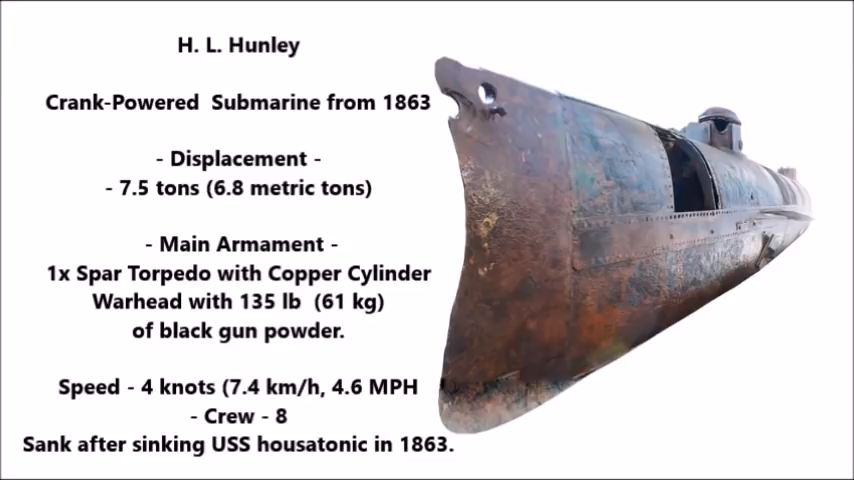 H. L. Hunley
Crank-Powered Submarine from 1863
- Displacement -
- 7.5 tons (6.8 metric tons)
- Main Armament -
1x Spar Torpedo with Copper Cylinder
Warhead with 135 lb (61 kg)
of black gun powder.
Speed - 4 knots (7.4 km/h, 4.6 MPH
- Crew - 8
Sank after sinking USS housatonic in 1863.